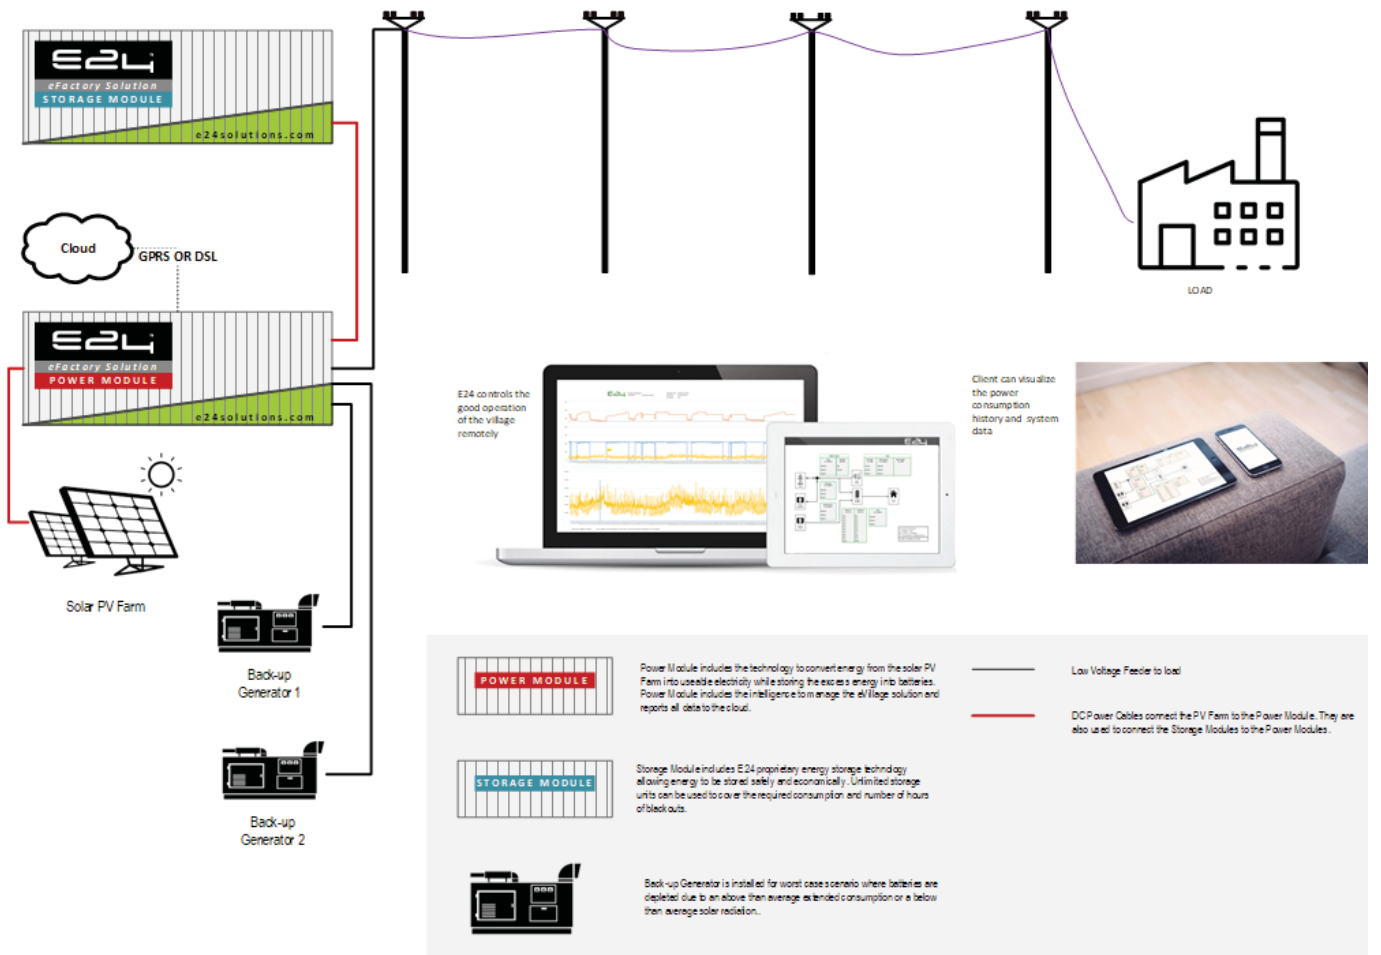 E24
eFactory Solution
STORAGE MODULE
e24solutions.com
Cloud
GPRS OR DSL
E24
eFactory Solution
POWER MODULE
e24solutions.com
Solar PV Farm
Back-up
Generator 1
Back-up
Generator 2
LOAD
E24 controls the
good operation
of the village
remotely
Client can visualize
the power
consumption
history and system
data
POWER MODULE
Power Module includes the technology to convert energy from the solar PV
Farm into useable electricity while storing the excess energy into batteries.
Power Module includes the intelligence to manage the eVillage solution and
reports all data to the cloud.
STORAGE MODULE
Storage Module includes E24 proprietary energy storage technology
allowing energy to be stored safely and economically. Unlimited storage
units can be used to cover the required consumption and number of hours
of blackouts.
Back-up Generator is installed for worst case scenario where batteries are
depleted due to an above than average extended consumption or a below
than average solar radiation..
Low Voltage Feeder to load
DC Power Cables connect the PV Farm to the Power Module. They are
also used to connect the Storage Modules to the Power Modules.